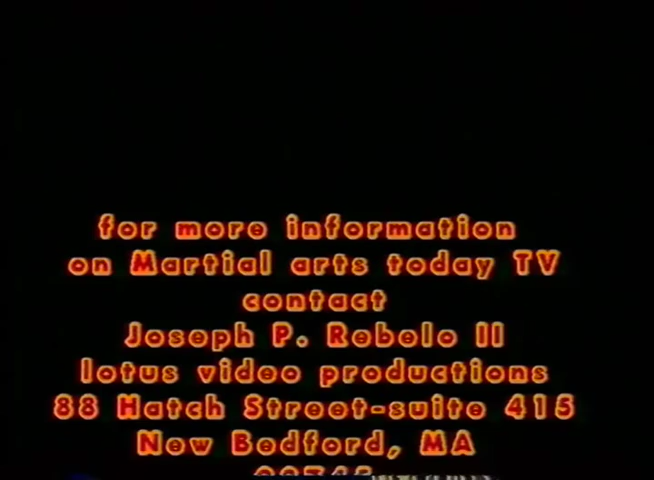 for more information
on Martial arts today TV
contact
Joseph P. Rebelo II
lotus video productions
88 Hatch Street-suite 415
New Bedford, MA